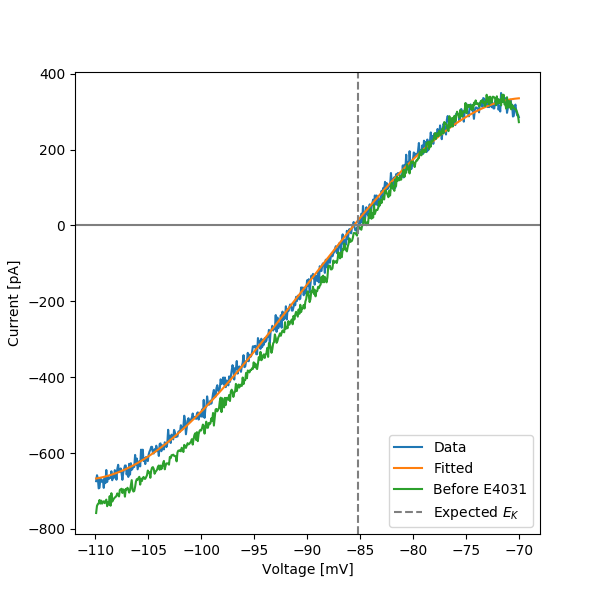 400
200
0
−200
−400
−600
−800
Current [pA]
Data
Fitted
Before E4031
Expected E_K
−110 −105 −100 −95 −90 −85 −80 −75 −70
Voltage [mV]